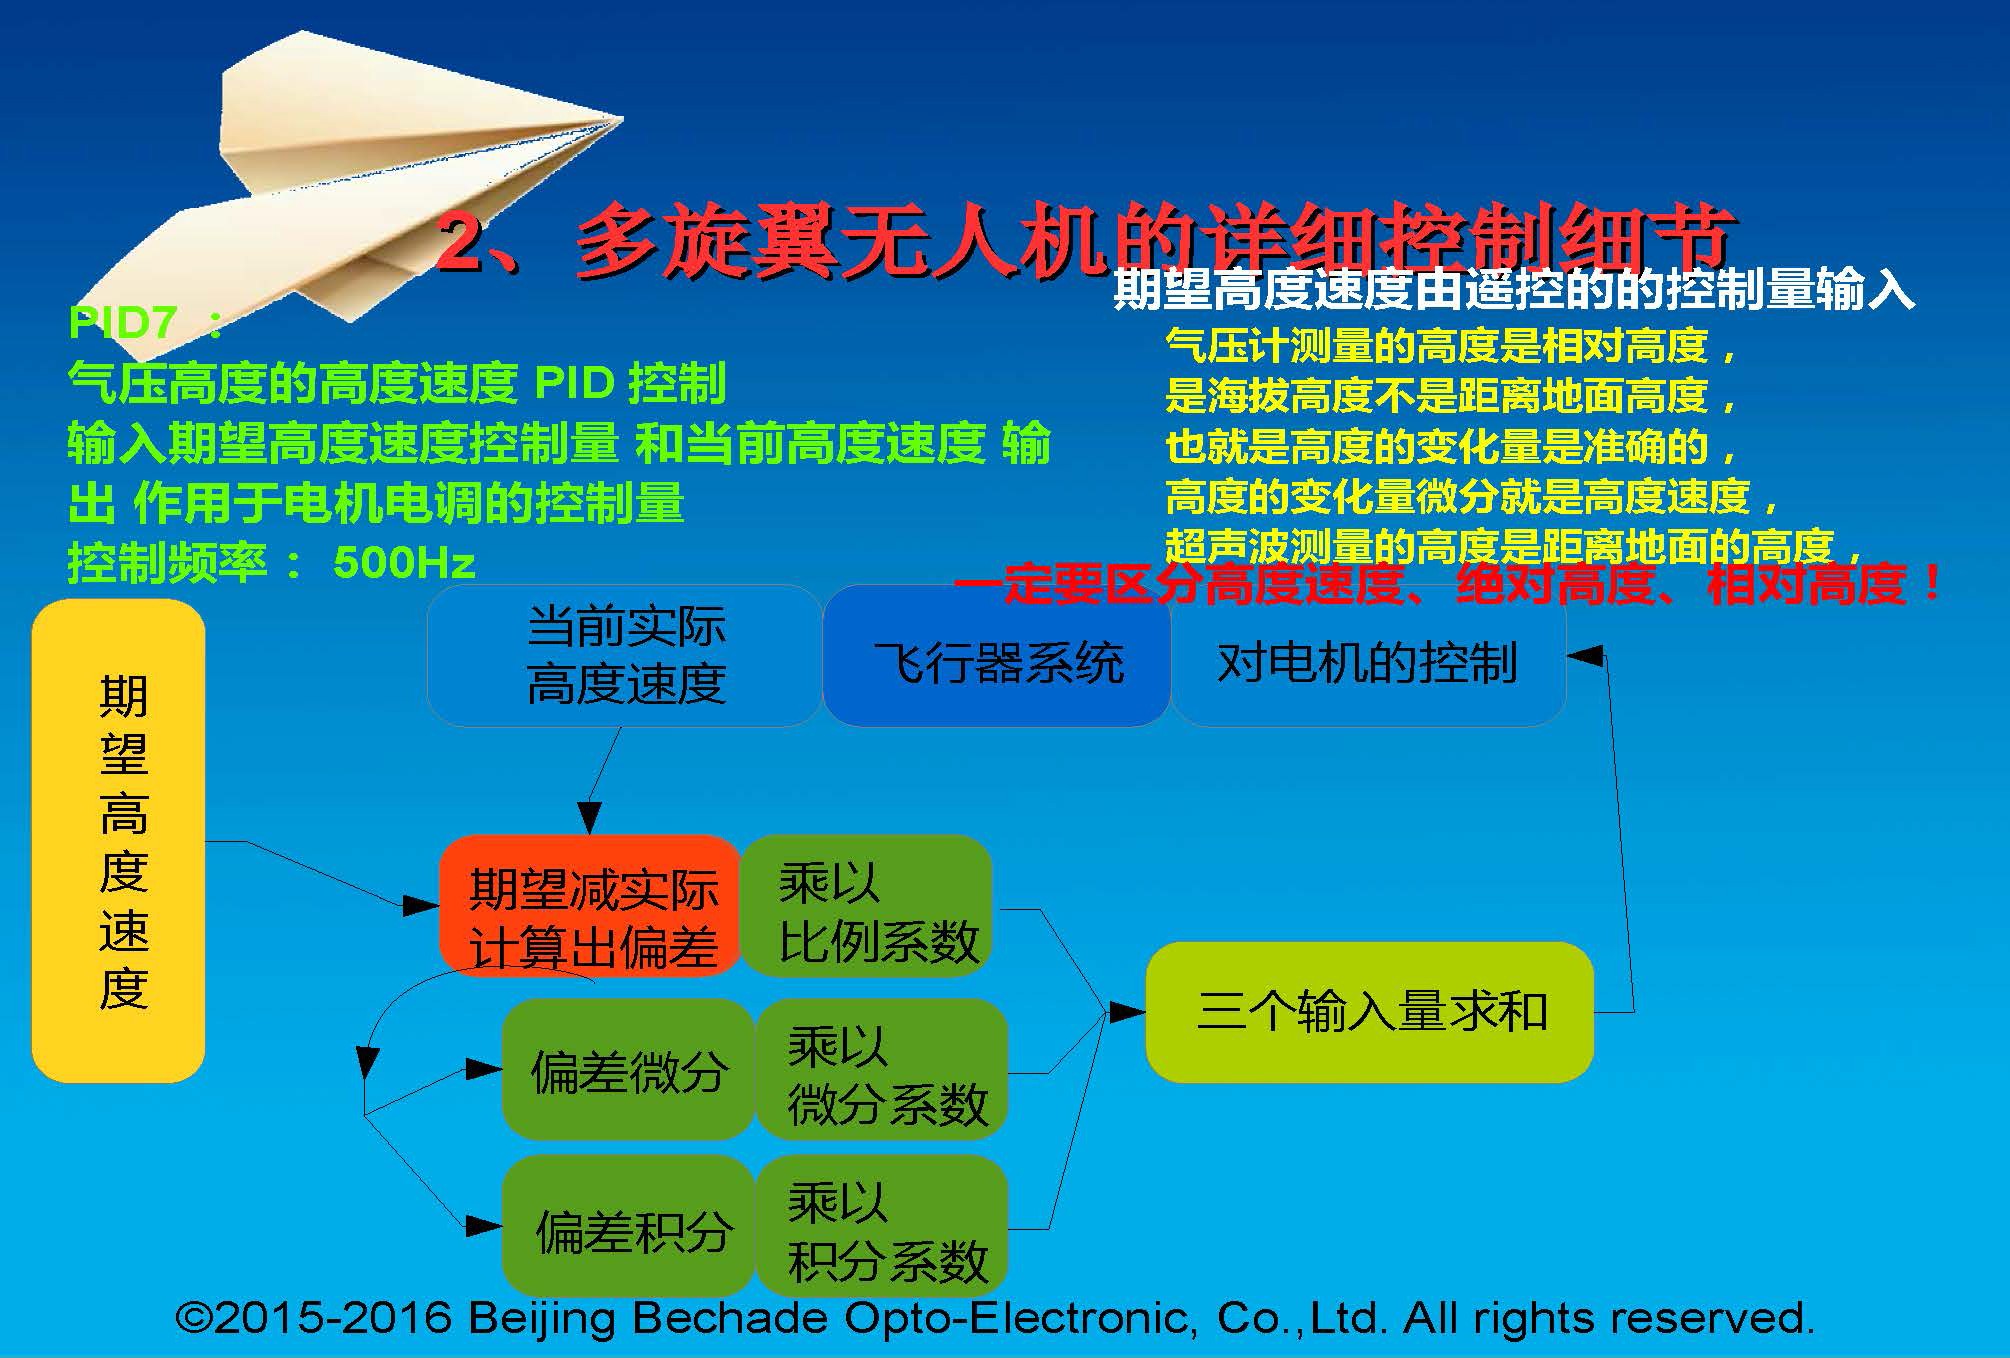 2、多旋翼无人机的详细控制细节
期望高度速度由遥控的的控制量输入
PID7 ：
气压高度的高度速度 PID 控制
输入期望高度速度控制量 和当前高度速度 输
出 作用于电机电调的控制量
控制频率： 500Hz
气压计测量的高度是相对高度，
是海拔高度不是距离地面高度，
也就是高度的变化量是准确的，
高度的变化量微分就是高度速度，
超声波测量的高度是距离地面的高度，
一定要区分高度速度、绝对高度、相对高度！
期
望
高
度
速
度
当前实际
高度速度
飞行器系统
对电机的控制
期望减实际
计算出偏差
乘以
比例系数
偏差微分
乘以
微分系数
偏差积分
乘以
积分系数
三个输入量求和
©2015-2016 Beijing Bechade Opto-Electronic, Co.,Ltd. All rights reserved.